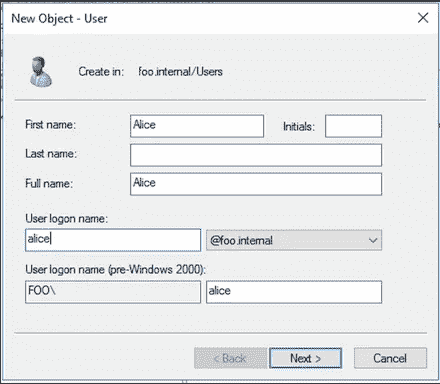 New Object - User
Create in: foo.internal/Users
First name: Alice Initials:
Last name:
Full name: Alice
User logon name:
alice @foo.internal
User logon name (pre-Windows 2000):
FOO\ alice
< Back Next > Cancel